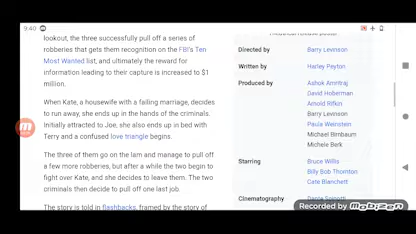 9:40
lookout, the three successfully pull off a series of
robberies that gets them recognition on the FBI's Ten
Most Wanted list, and ultimately the reward for
information leading to their capture is increased to $1
million.
When Kate, a housewife with a failing marriage, decides
to run away, she ends up in the hands of the criminals.
Initially attracted to Joe, she also ends up in bed with
Terry and a confused love triangle begins.
The three of them go on the lam and manage to pull off
a few more robberies, but after a while the two begin to
fight over Kate, and she decides to leave them. The two
criminals then decide to pull off one last job.
The story is told in flashbacks, framed by the story of
Theatrical release poster
Directed by Barry Levinson
Written by Harley Peyton
Produced by Ashok Amritraj
David Hoberman
Arnold Rifkin
Barry Levinson
Paula Weinstein
Michael Birnbaum
Michele Berk
Starring Bruce Willis
Billy Bob Thornton
Cate Blanchett
Cinematography Dante Spinotti
Recorded by Mobizen